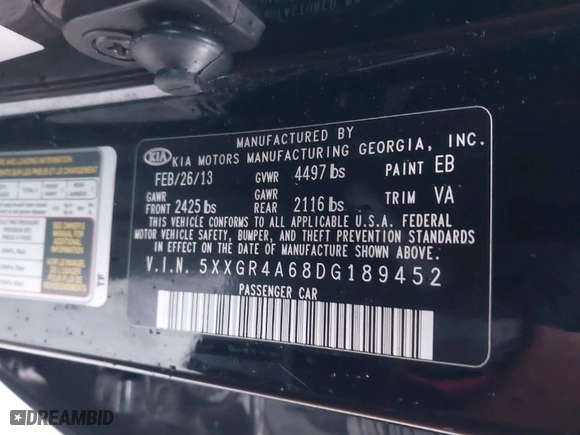 MANUFACTURED BY
KIA KIA MOTORS MANUFACTURING GEORGIA, INC.
FEB/26/13 GVWR 4497 lbs PAINT EB
GAWR FRONT 2425 lbs GAWR REAR 2116 lbs TRIM VA
THIS VEHICLE CONFORMS TO ALL APPLICABLE U.S.A. FEDERAL
MOTOR VEHICLE SAFETY, BUMPER, AND THEFT PREVENTION STANDARDS
IN EFFECT ON THE DATE OF MANUFACTURE SHOWN ABOVE.
V.I.N. 5XXGR4A68DG189452
PASSENGER CAR
DREAMBID